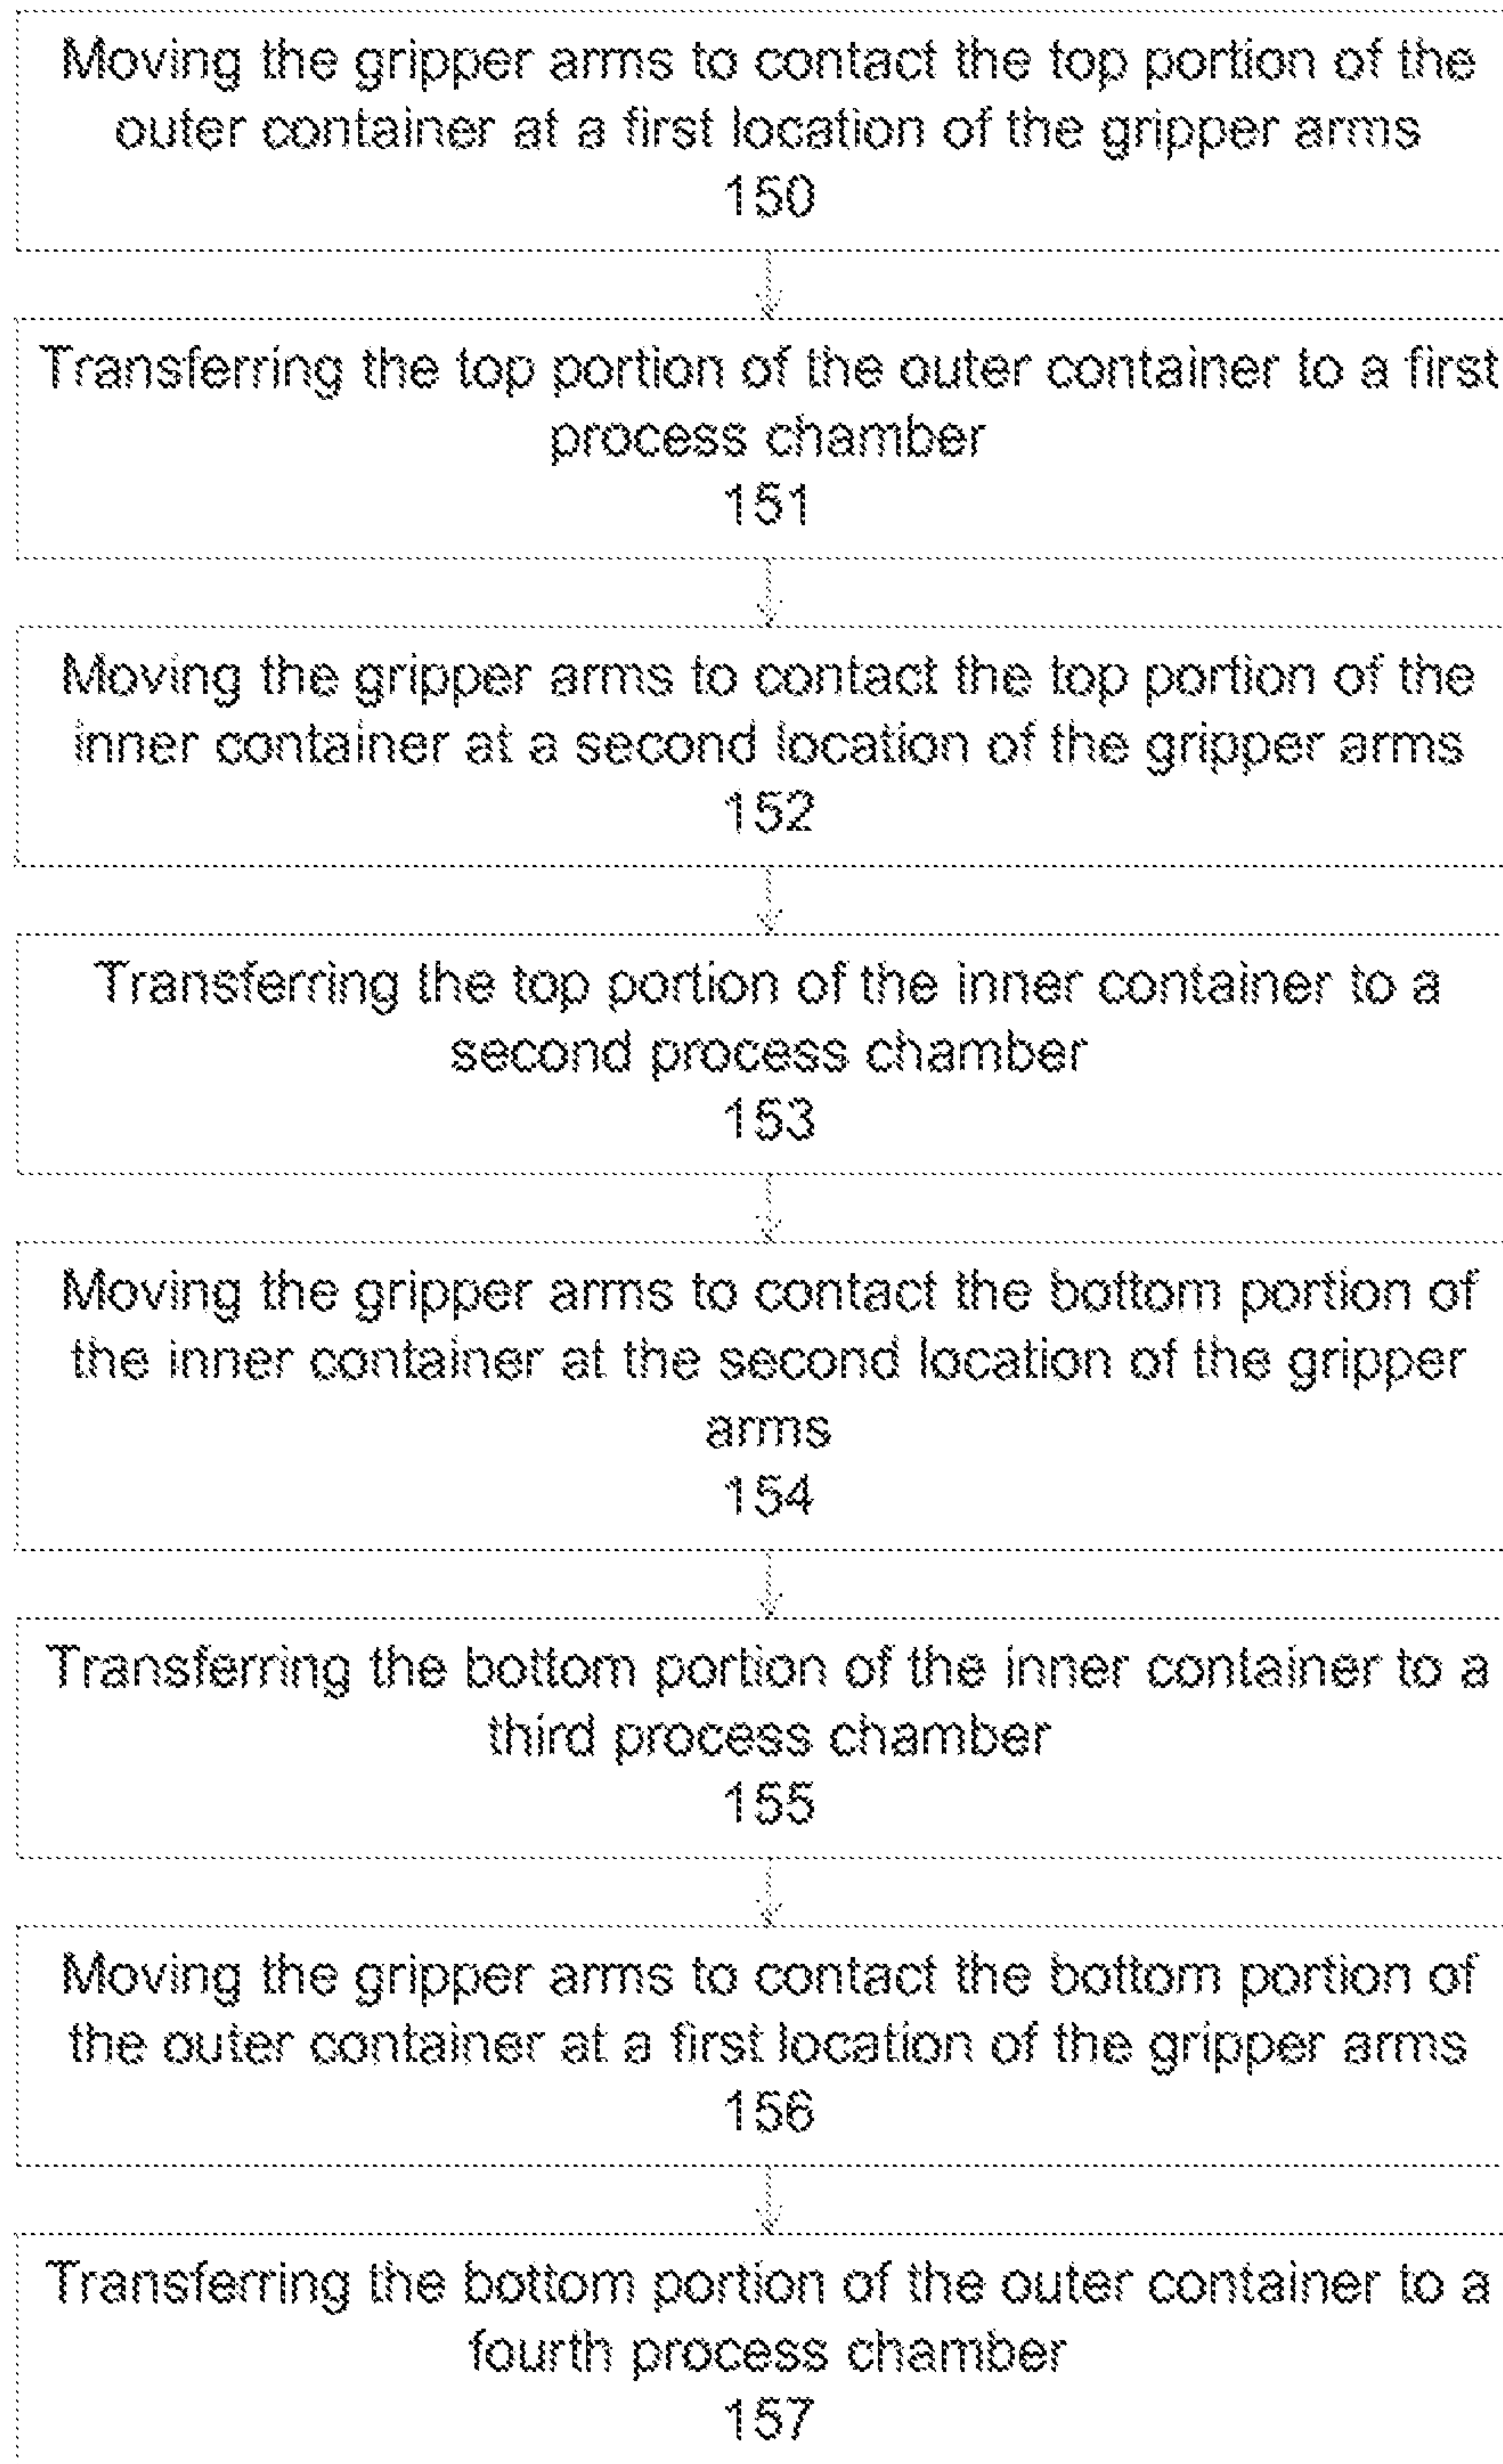 Moving the gripper arms to contact the top portion of the
outer container at a first location of the gripper arms
150
Transferring the top portion of the outer container to a first
process chamber
151
Moving the gripper arms to contact the top portion of the
inner container at a second location of the gripper arms
152
Transferring the top portion of the inner container to a
second process chamber
153
Moving the gripper arms to contact the bottom portion of
the inner container at the second location of the gripper
arms
154
Transferring the bottom portion of the inner container to a
third process chamber
155
Moving the gripper arms to contact the bottom portion of
the outer container at a first location of the gripper arms
156
Transferring the bottom portion of the outer container to a
fourth process chamber
157